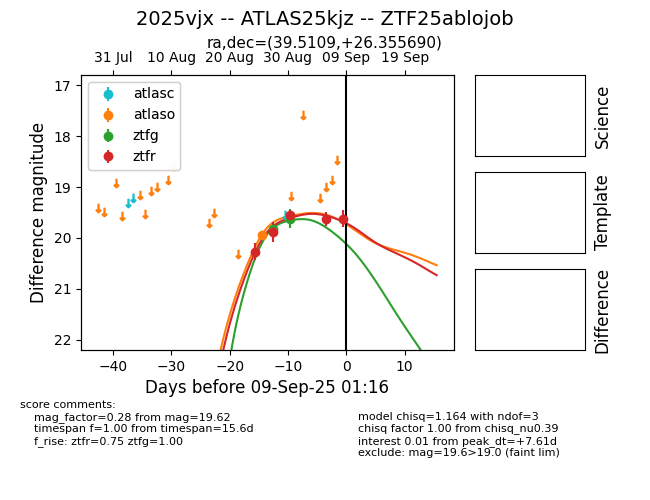 2025vjx -- ATLAS25kjz -- ZTF25ablojob
ra,dec=(39.5109,+26.355690)
31 Jul 10 Aug 20 Aug 30 Aug 09 Sep 19 Sep
17
18
19
20
21
22
Difference magnitude
atlasc
atlaso
ztfg
ztfr
−40 −30 −20 −10 0 10
Days before 09-Sep-25 01:16
Science
Template
Difference
score comments:
mag_factor=0.28 from mag=19.62
timespan f=1.00 from timespan=15.6d
f_rise: ztfr=0.75 ztfg=1.00
model chisq=1.164 with ndof=3
chisq factor 1.00 from chisq_nu0.39
interest 0.01 from peak_dt=+7.61d
exclude: mag=19.6>19.0 (faint lim)